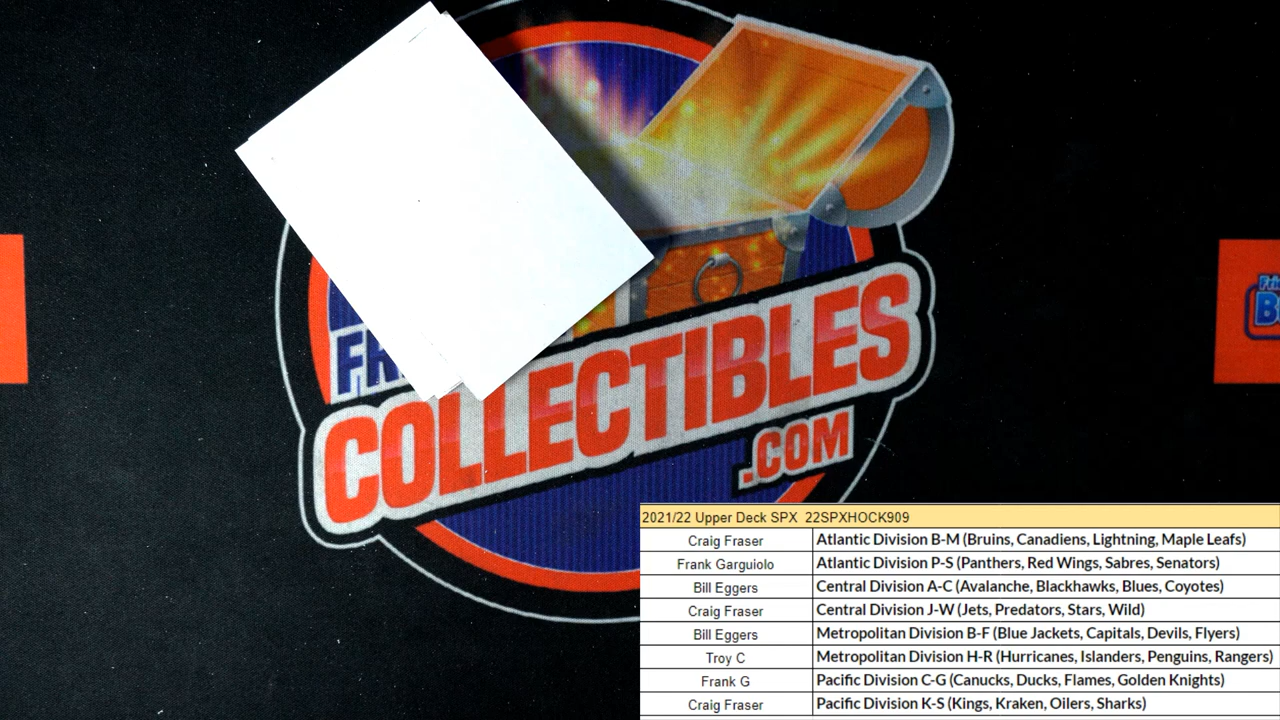 FR
COLLECTIBLES
.COM
Fri
B
2021/22 Upper Deck SPX 22SPXHOCK909
Craig Fraser Atlantic Division B-M (Bruins, Canadiens, Lightning, Maple Leafs)
Frank Garguiolo Atlantic Division P-S (Panthers, Red Wings, Sabres, Senators)
Bill Eggers Central Division A-C (Avalanche, Blackhawks, Blues, Coyotes)
Craig Fraser Central Division J-W (Jets, Predators, Stars, Wild)
Bill Eggers Metropolitan Division B-F (Blue Jackets, Capitals, Devils, Flyers)
Troy C Metropolitan Division H-R (Hurricanes, Islanders, Penguins, Rangers)
Frank G Pacific Division C-G (Canucks, Ducks, Flames, Golden Knights)
Craig Fraser Pacific Division K-S (Kings, Kraken, Oilers, Sharks)